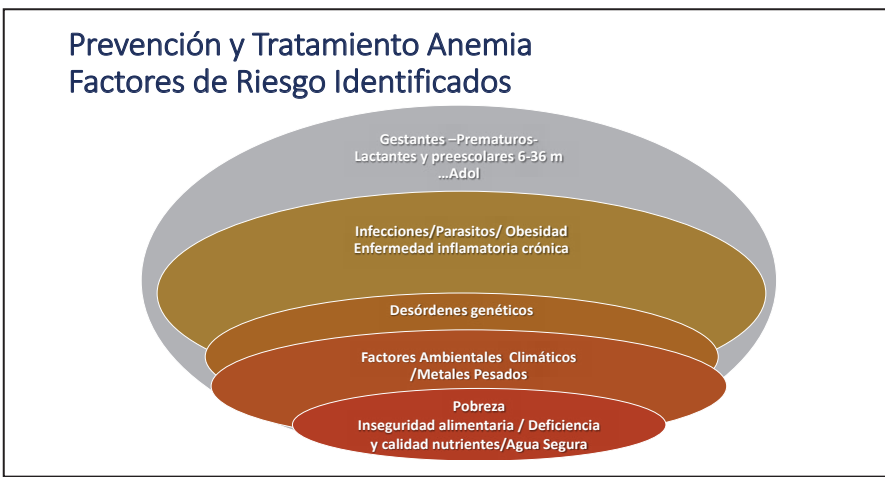 Prevención y Tratamiento Anemia
Factores de Riesgo Identificados
Gestantes –Prematuros-
Lactantes y preescolares 6-36 m
...Adol
Infecciones/Parasitos/ Obesidad
Enfermedad inflamatoria crónica
Desórdenes genéticos
Factores Ambientales Climáticos
/Metales Pesados
Pobreza
Inseguridad alimentaria / Deficiencia
y calidad nutrientes/Agua Segura